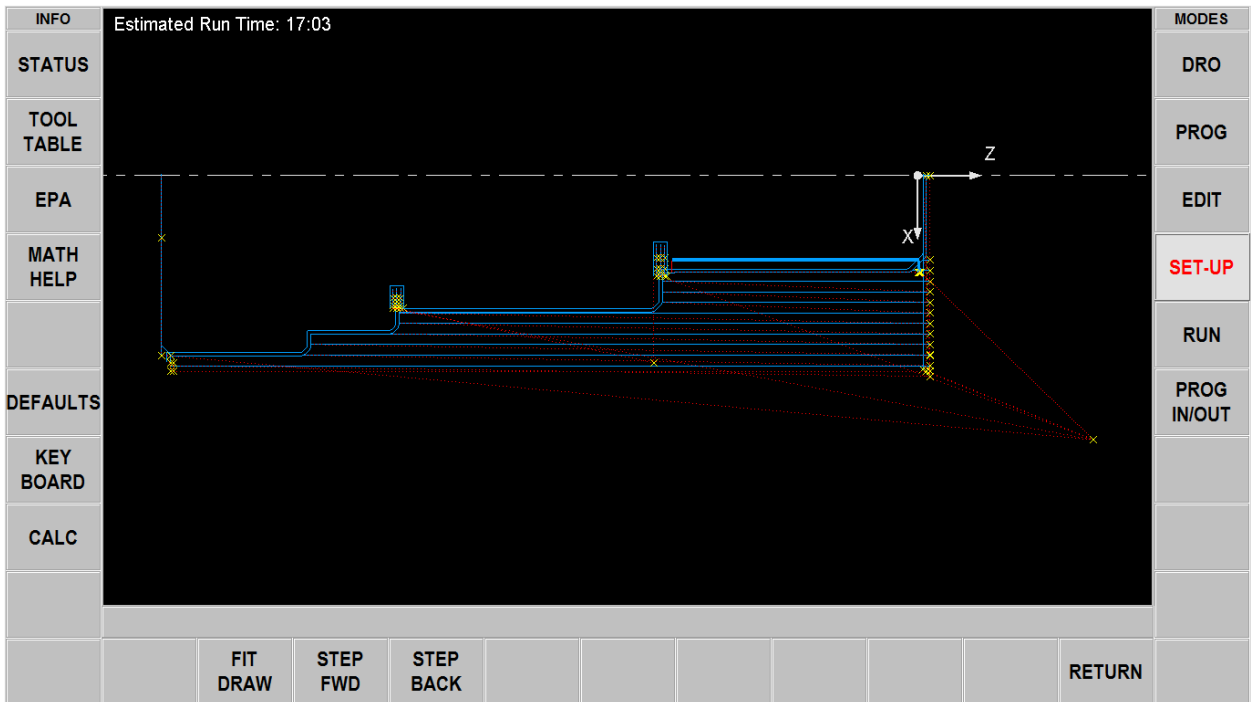 INFO
Estimated Run Time: 17:03
MODES
STATUS
DRO
TOOL
TABLE
PROG
Z
EPA
EDIT
X
MATH
HELP
SET-UP
RUN
DEFAULTS
PROG
IN/OUT
KEY
BOARD
CALC
FIT
DRAW
STEP
FWD
STEP
BACK
RETURN